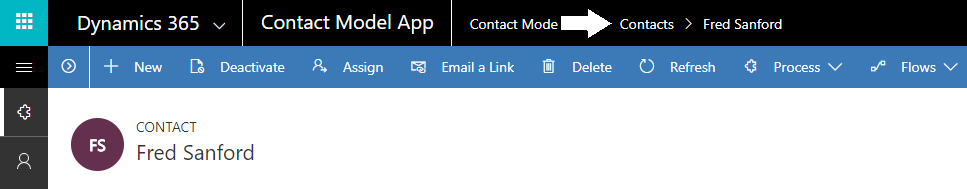 Dynamics 365 Contact Model App Contact Mode Contacts > Fred Sanford
New Deactivate Assign Email a Link Delete Refresh Process Flows
FS
CONTACT
Fred Sanford